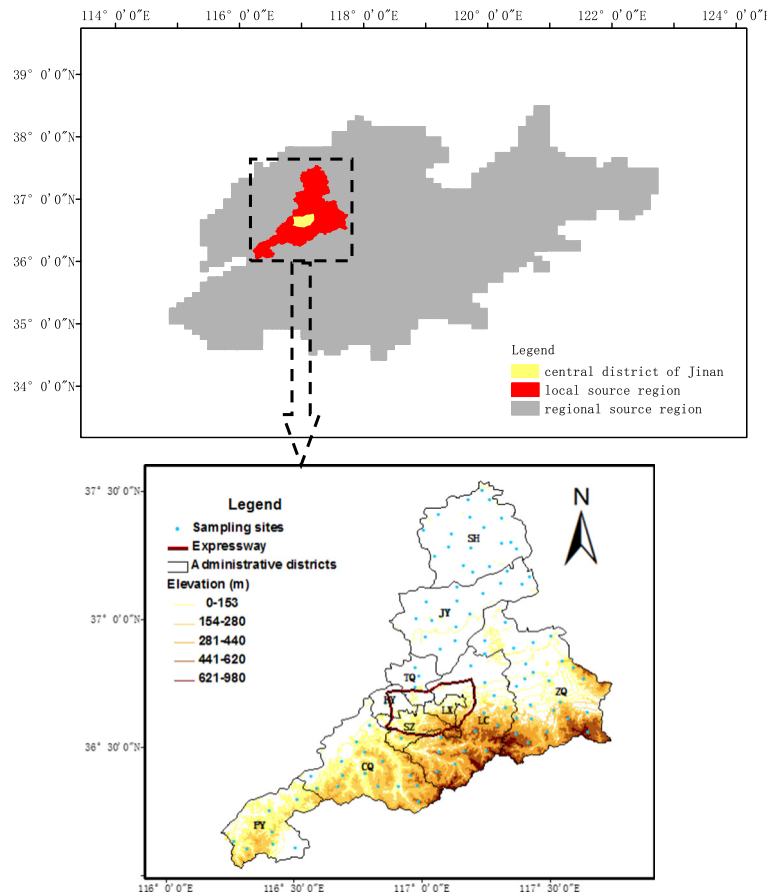 114° 0'0"E 116° 0'0"E 118° 0'0"E 120° 0'0"E 122° 0'0"E 124° 0'0"E
39° 0'0"N
38° 0'0"N
37° 0'0"N
36° 0'0"N
35° 0'0"N
34° 0'0"N
Legend
central district of Jinan
local source region
regional source region
37° 30'0"N
37° 0'0"N
36° 30'0"N
Legend
Sampling sites
Expressway
Administrative districts
Elevation (m)
0-153
154-280
281-440
441-620
621-980
N
SH
JY
TQ
HY
LX
ZQ
SZ
LC
CQ
PY
116° 0'0"E 116° 30'0"E 117° 0'0"E 117° 30'0"E